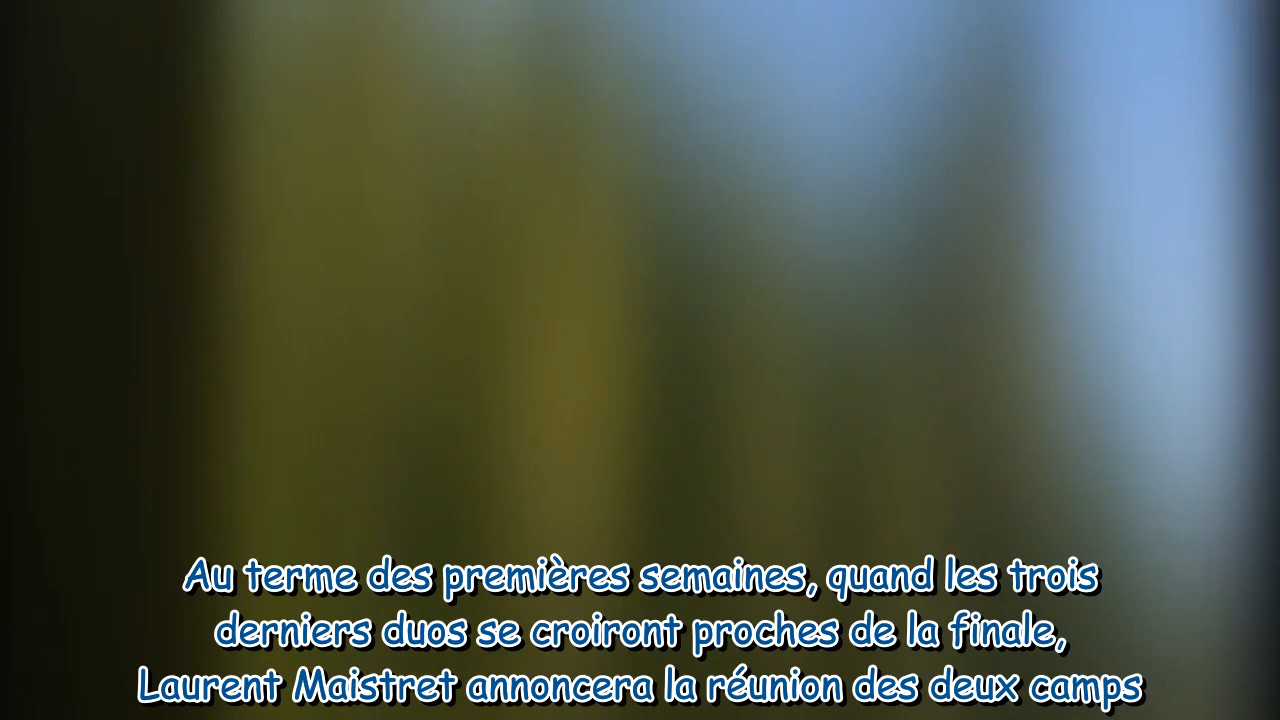 Au terme des premières semaines, quand les trois
derniers duos se croiront proches de la finale,
Laurent Maistret annoncera la réunion des deux camps